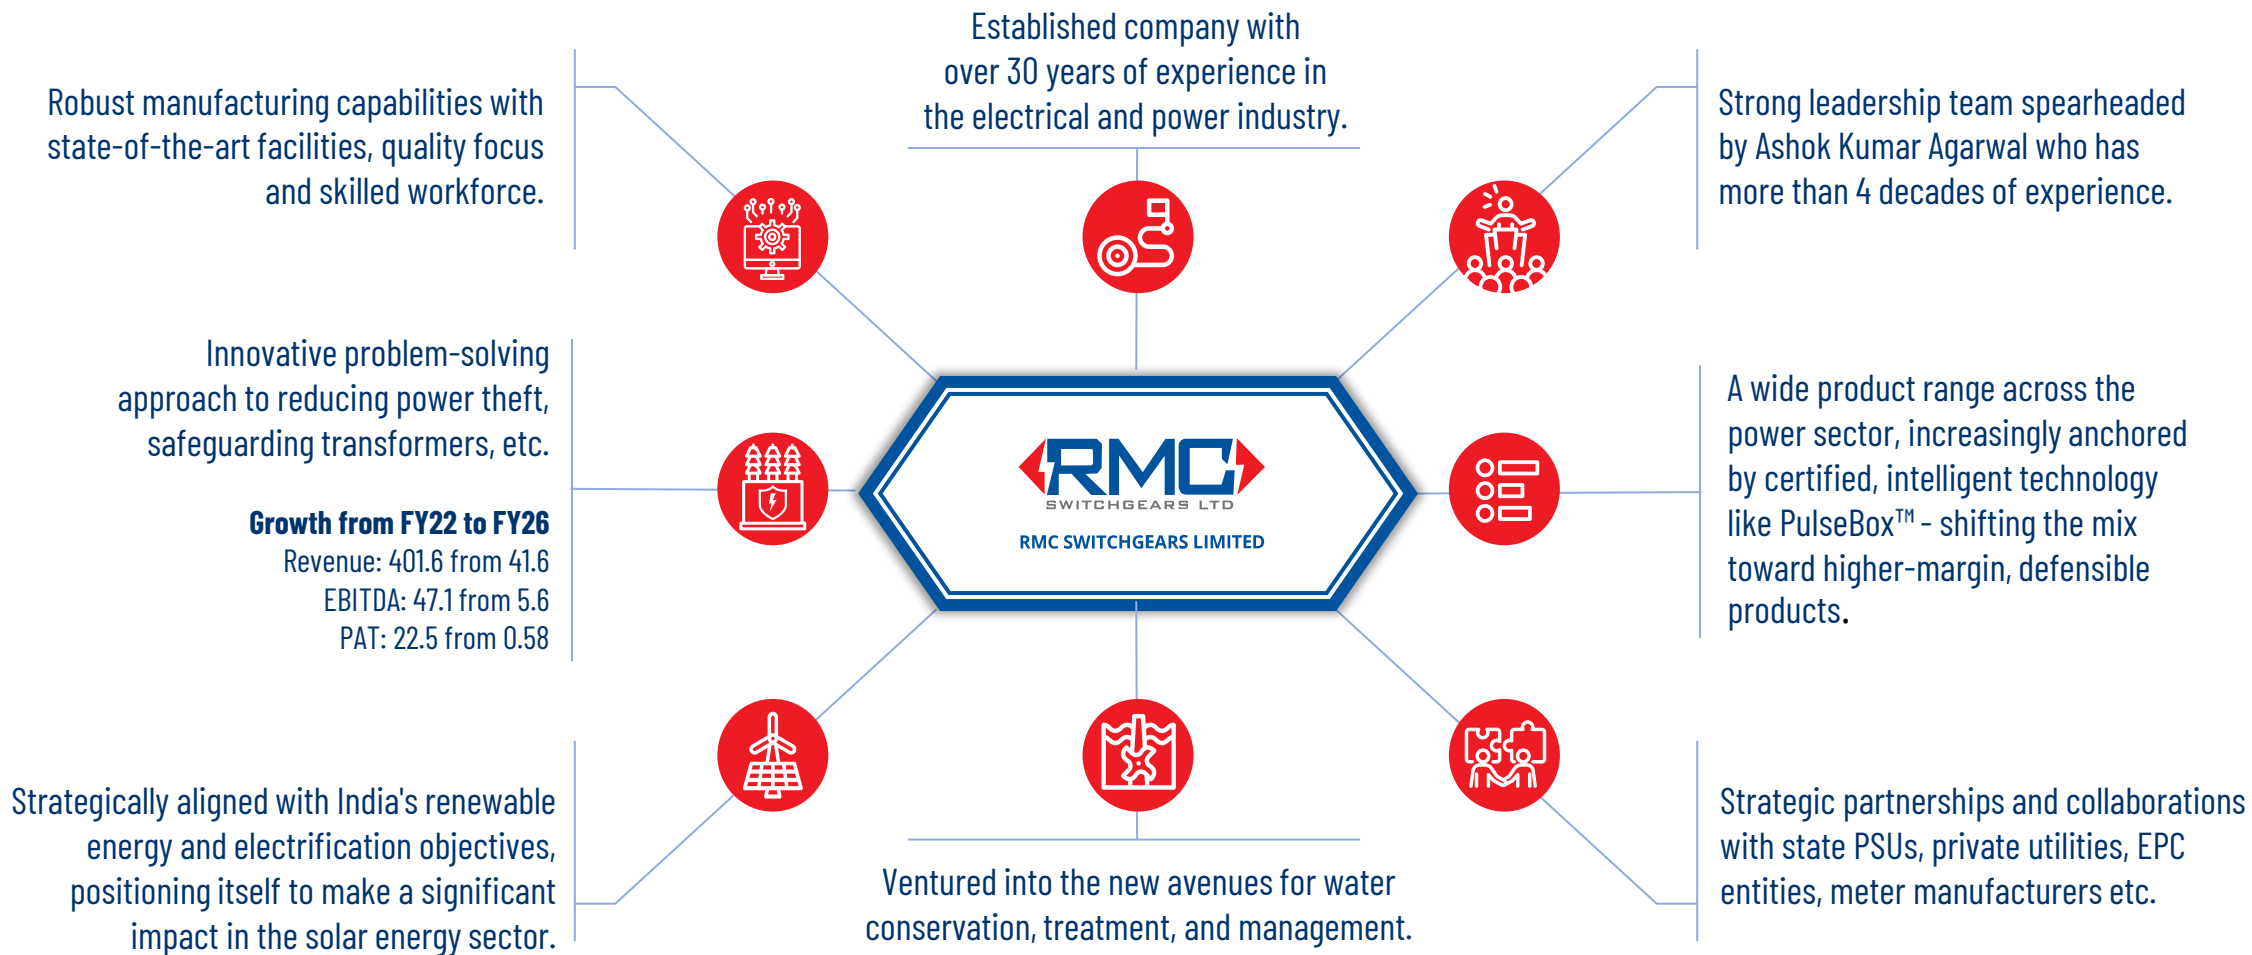 Established company with
over 30 years of experience in
the electrical and power industry.
Robust manufacturing capabilities with
state-of-the-art facilities, quality focus
and skilled workforce.
Strong leadership team spearheaded
by Ashok Kumar Agarwal who has
more than 4 decades of experience.
Innovative problem-solving
approach to reducing power theft,
safeguarding transformers, etc.
Growth from FY22 to FY26
Revenue: 401.6 from 41.6
EBITDA: 47.1 from 5.6
PAT: 22.5 from 0.58
RMC
SWITCHGEARS LTD
RMC SWITCHGEARS LIMITED
A wide product range across the
power sector, increasingly anchored
by certified, intelligent technology
like PulseBox™ - shifting the mix
toward higher-margin, defensible
products.
Strategically aligned with India's renewable
energy and electrification objectives,
positioning itself to make a significant
impact in the solar energy sector.
Ventured into the new avenues for water
conservation, treatment, and management.
Strategic partnerships and collaborations
with state PSUs, private utilities, EPC
entities, meter manufacturers etc.